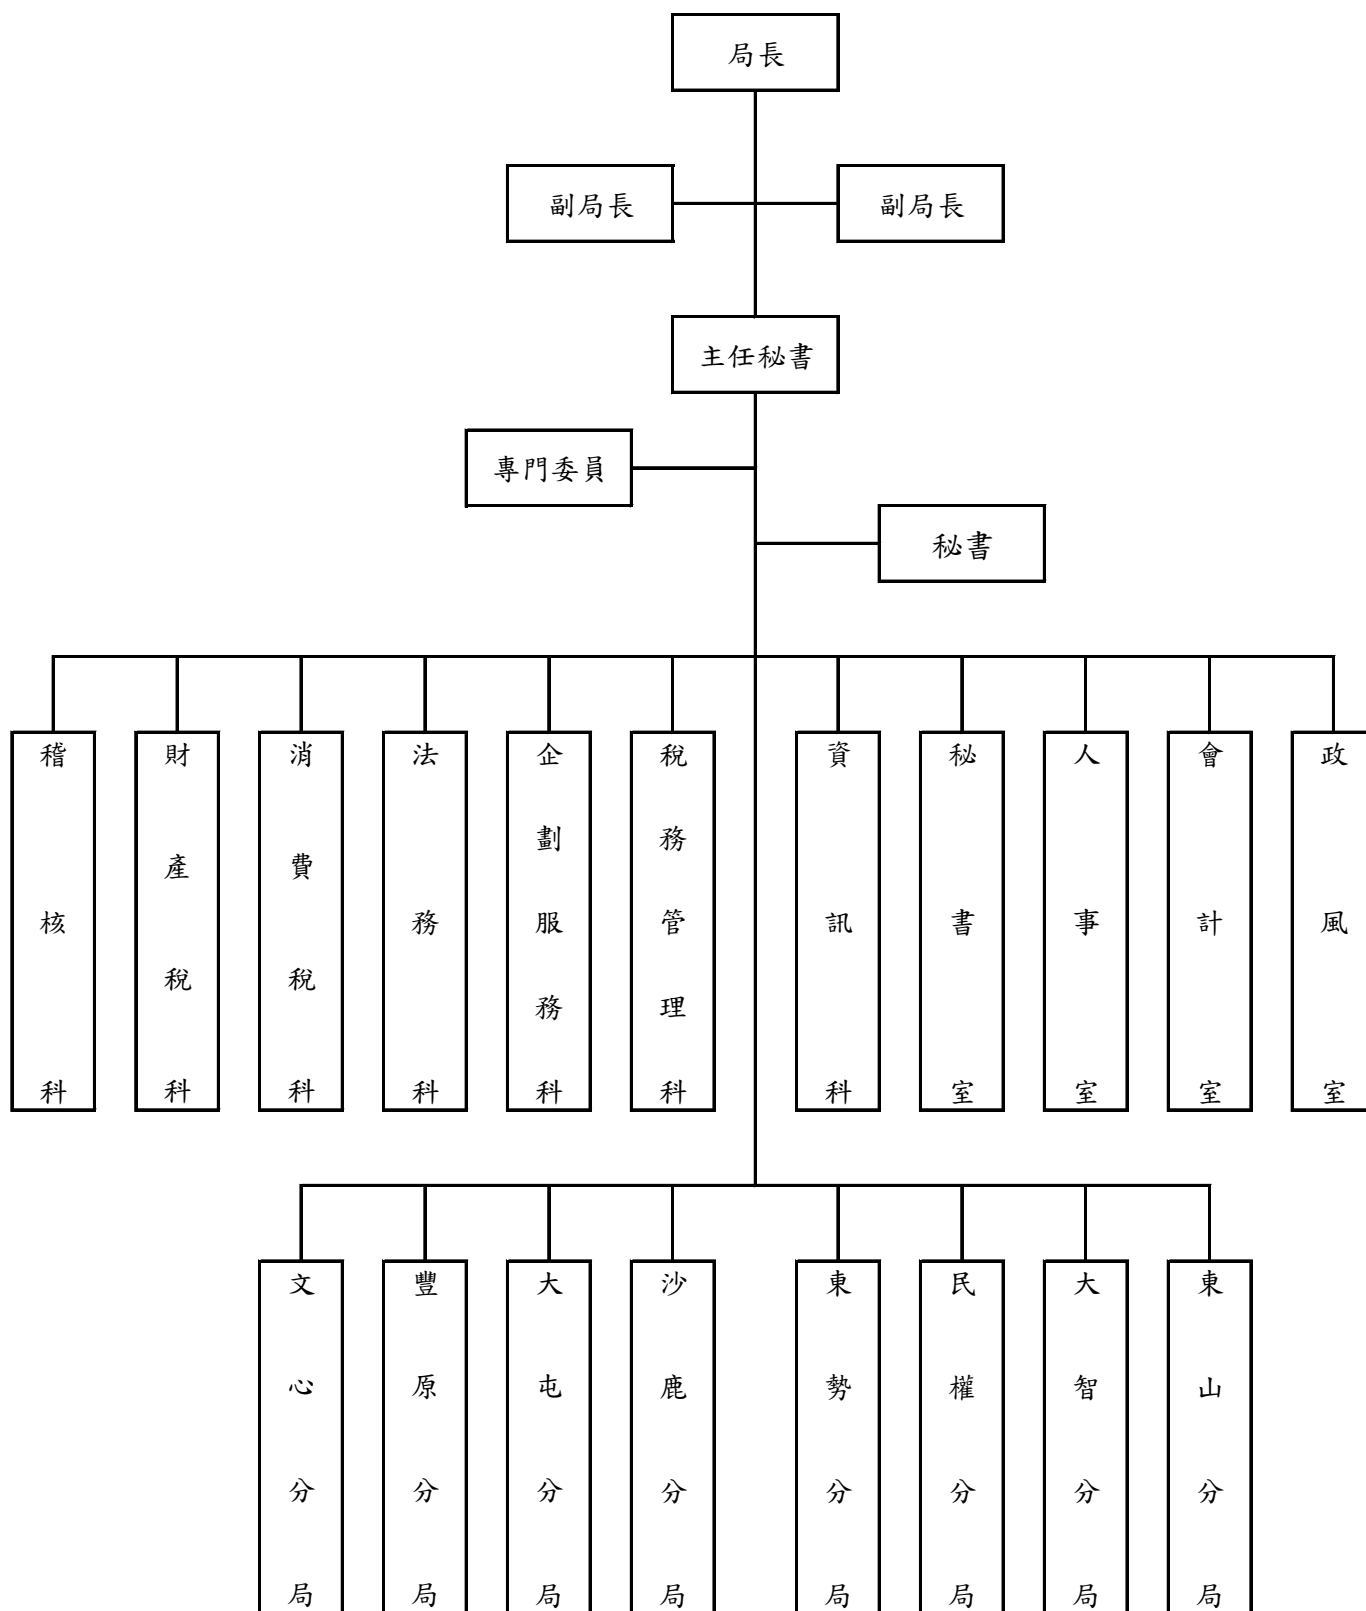 局長
副局長
副局長
主任秘書
專門委員
秘書
稽核科
財產稅科
消費稅科
法務科
企劃服務科
稅務管理科
資訊科
秘書室
人事室
會計室
政風室
文心分局
豐原分局
大屯分局
沙鹿分局
東勢分局
民權分局
大智分局
東山分局